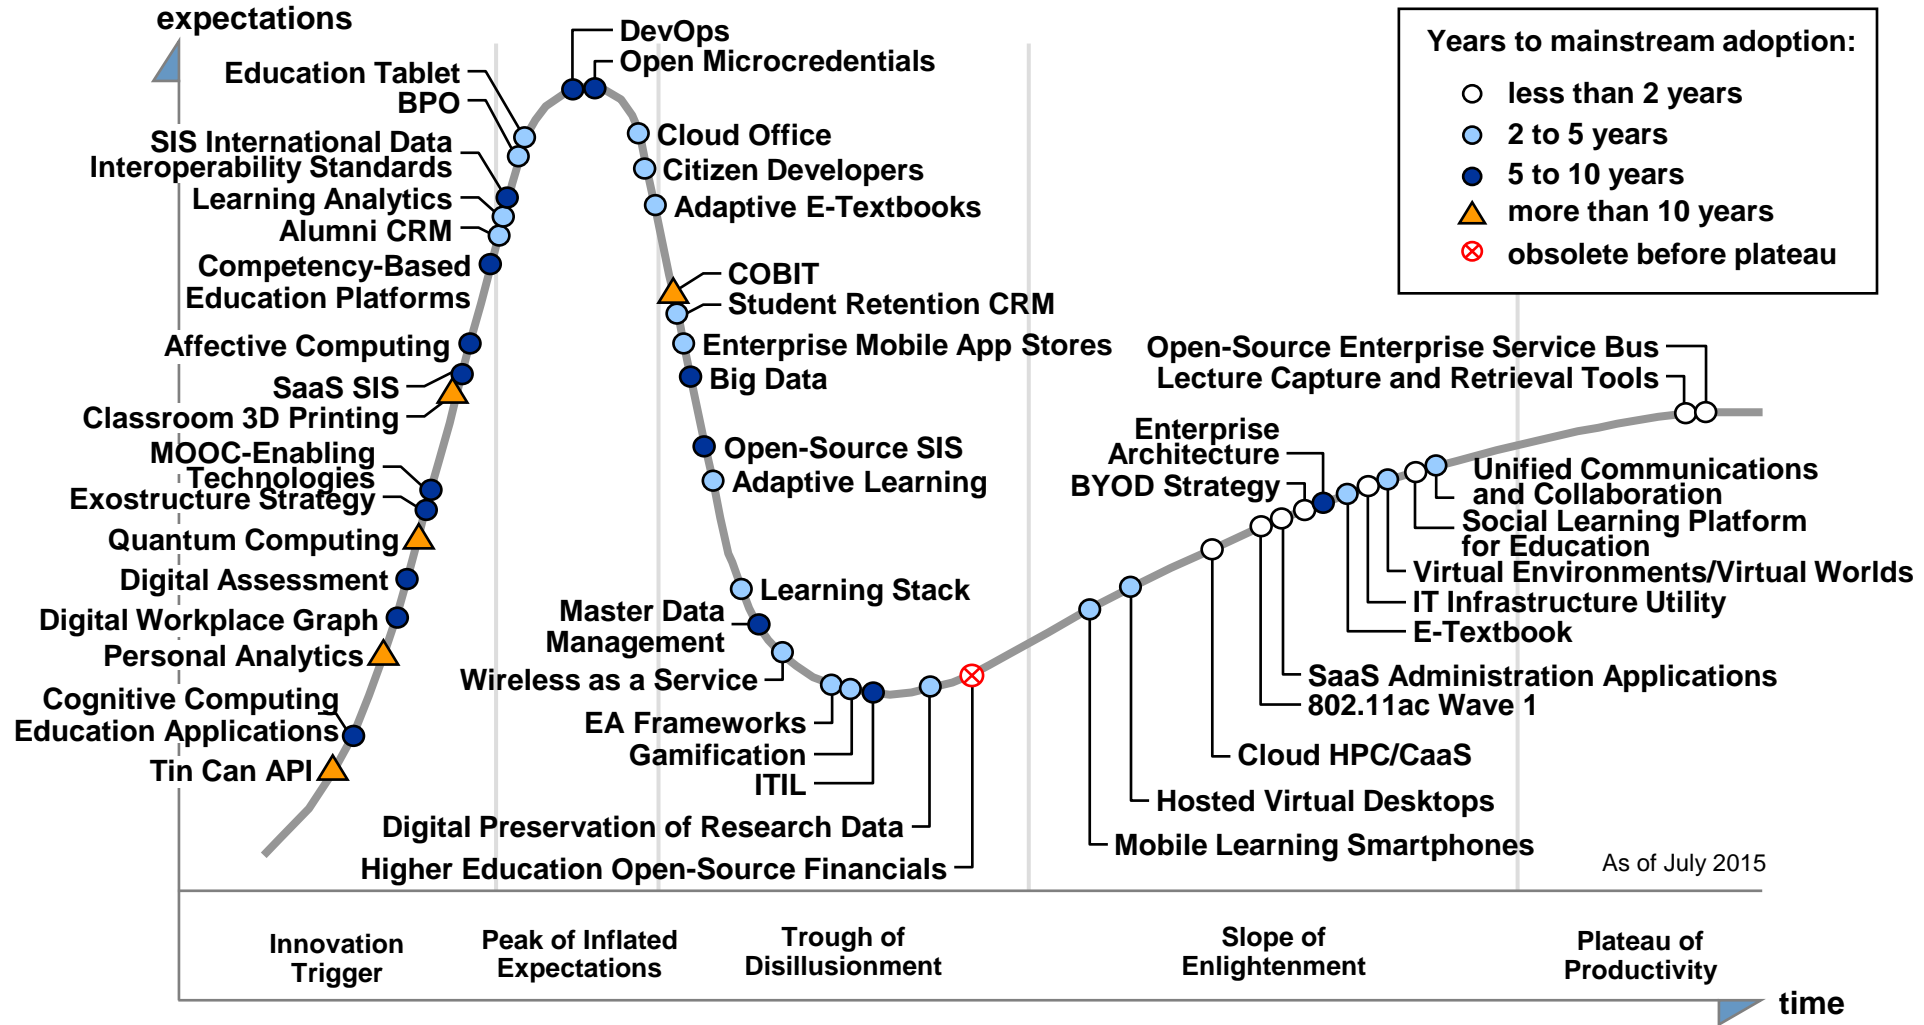 expectations
DevOps
Open Microcredentials
Education Tablet
BPO
SIS International Data
Interoperability Standards
Learning Analytics
Alumni CRM
Competency-Based
Education Platforms
Affective Computing
SaaS SIS
Classroom 3D Printing
MOOC-Enabling
Technologies
Exostructure Strategy
Quantum Computing
Digital Assessment
Digital Workplace Graph
Personal Analytics
Cognitive Computing
Education Applications
Tin Can API
Cloud Office
Citizen Developers
Adaptive E-Textbooks
COBIT
Student Retention CRM
Enterprise Mobile App Stores
Big Data
Open-Source SIS
Adaptive Learning
Learning Stack
Master Data
Management
Wireless as a Service
EA Frameworks
Gamification
ITIL
Digital Preservation of Research Data
Higher Education Open-Source Financials
Years to mainstream adoption:
less than 2 years
2 to 5 years
5 to 10 years
more than 10 years
obsolete before plateau
Open-Source Enterprise Service Bus
Lecture Capture and Retrieval Tools
Enterprise
Architecture
BYOD Strategy
Unified Communications
and Collaboration
Social Learning Platform
for Education
Virtual Environments/Virtual Worlds
IT Infrastructure Utility
E-Textbook
SaaS Administration Applications
802.11ac Wave 1
Cloud HPC/CaaS
Hosted Virtual Desktops
Mobile Learning Smartphones
As of July 2015
Innovation
Trigger
Peak of Inflated
Expectations
Trough of
Disillusionment
Slope of
Enlightenment
Plateau of
Productivity
time